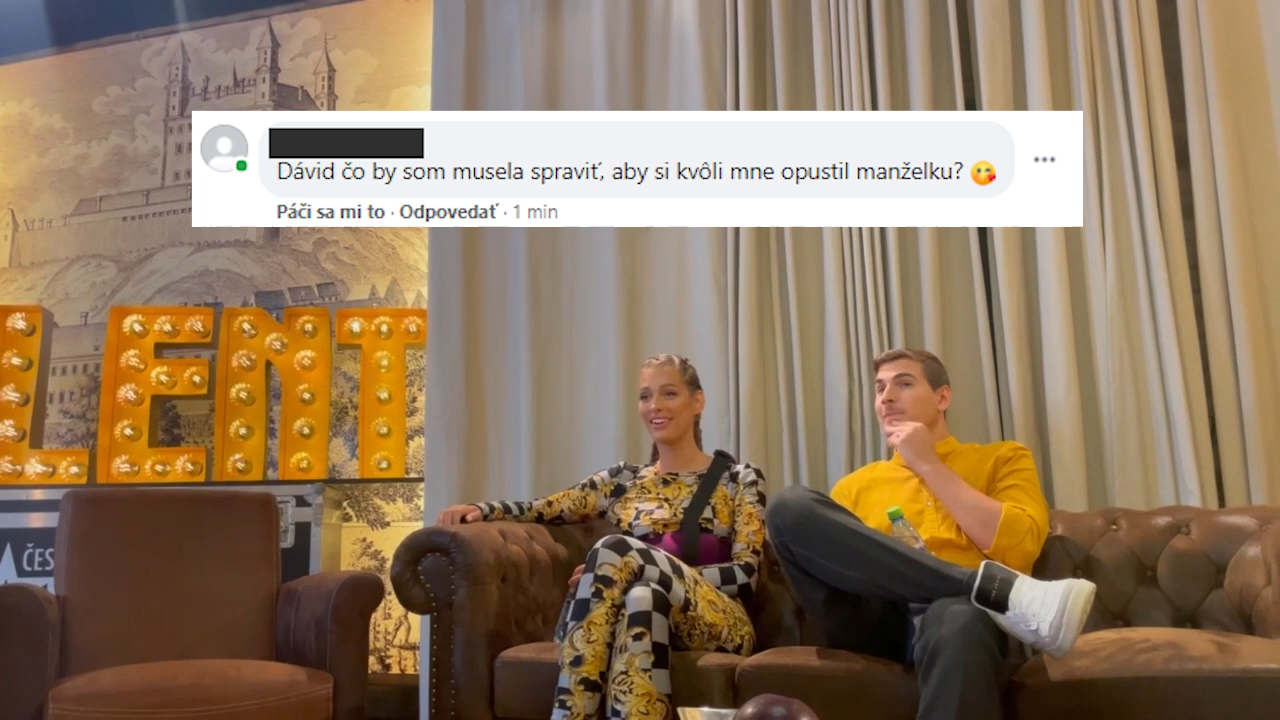 Dávid čo by som musela spraviť, aby si kvôli mne opustil manželku? 😋
Páči sa mi to · Odpovedať · 1 min
LENT
ČES